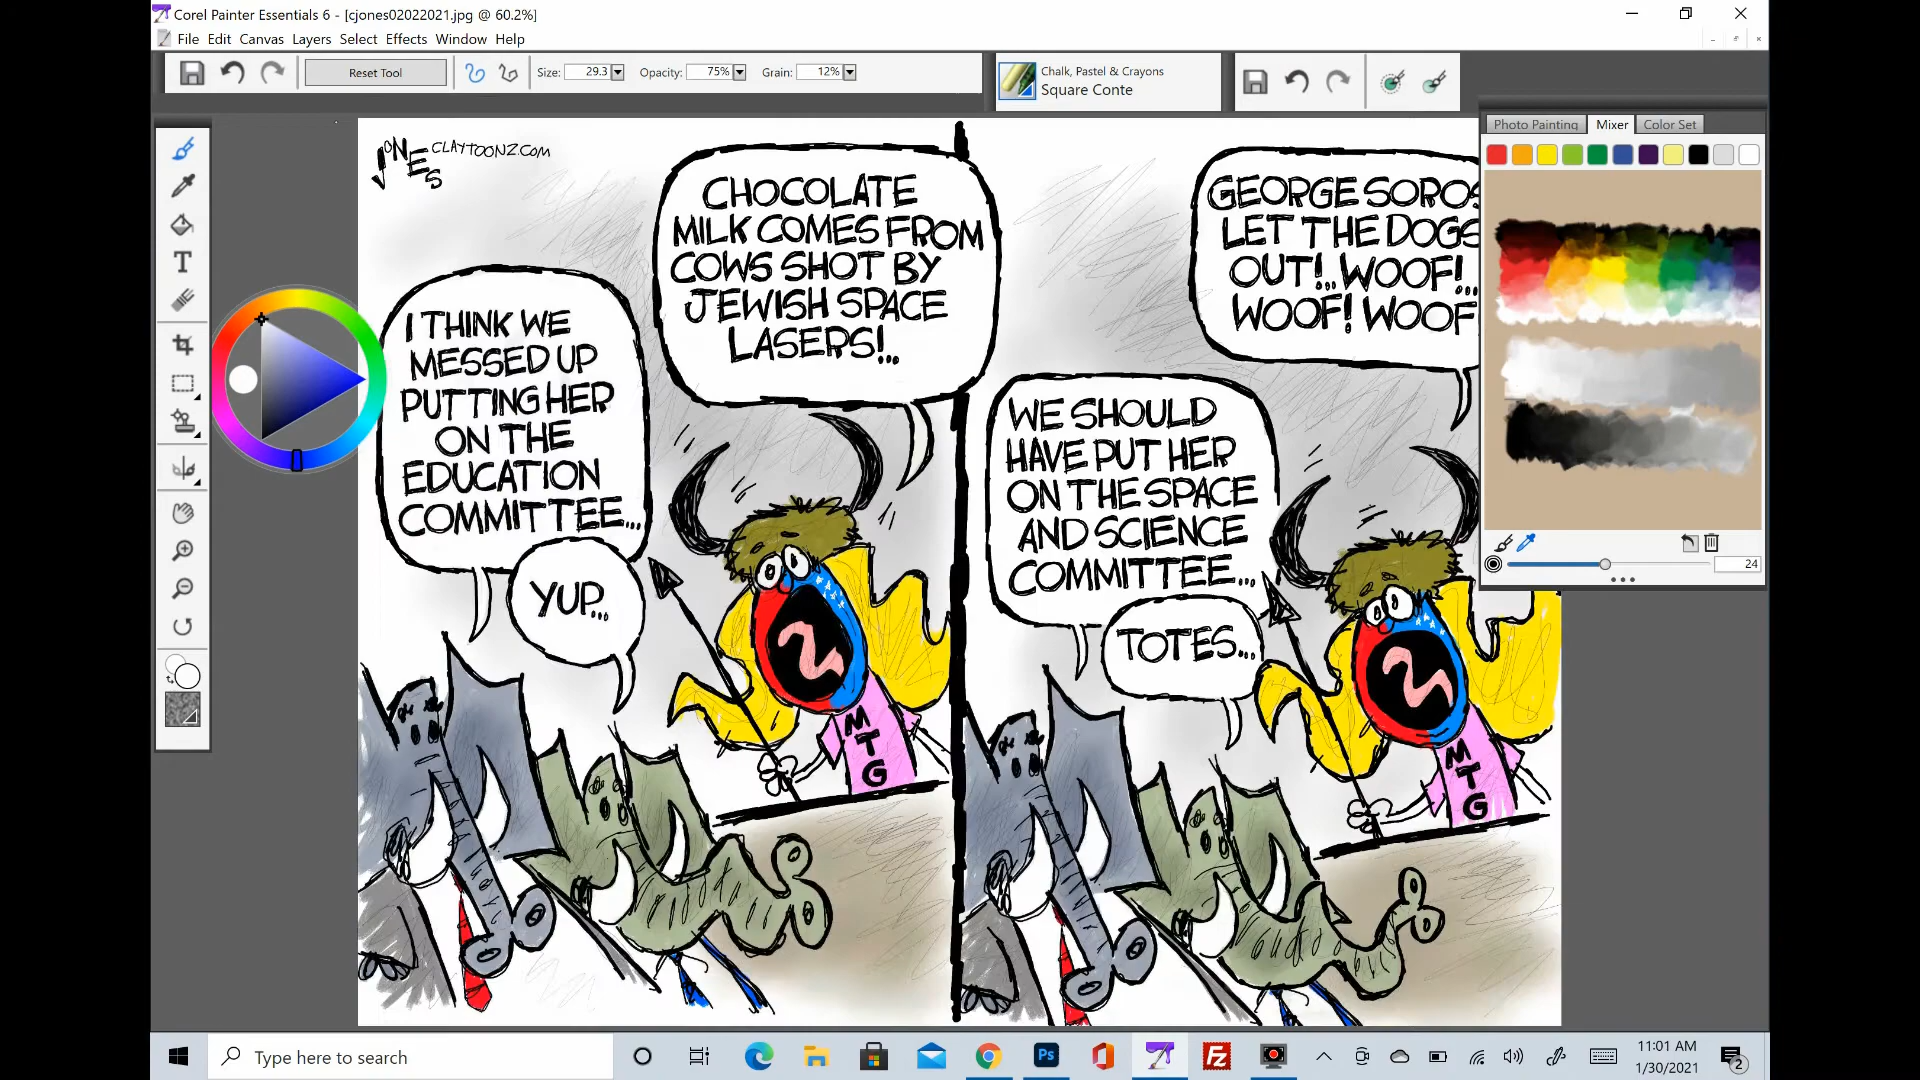 Corel Painter Essentials 6 - [cjones02022021.jpg @ 60.2%]
File Edit Canvas Layers Select Effects Window Help
Reset Tool
Size: 29.3
Opacity: 75%
Grain: 12%
Chalk, Pastel & Crayons
Square Conte
Photo Painting Mixer Color Set
24
JONES
CLAYTOONZ.COM
I THINK WE
MESSED UP
PUTTING HER
ON THE
EDUCATION
COMMITTEE...
YUP...
CHOCOLATE
MILK COMES FROM
COWS SHOT BY
JEWISH SPACE
LASERS!..
MTG
WE SHOULD
HAVE PUT HER
ON THE SPACE
AND SCIENCE
COMMITTEE...
TOTES...
GEORGE SOROS
LET THE DOGS
OUT!..WOOF!..
WOOF! WOOF
MTG
Type here to search
Ps
Fz
11:01 AM
1/30/2021
2